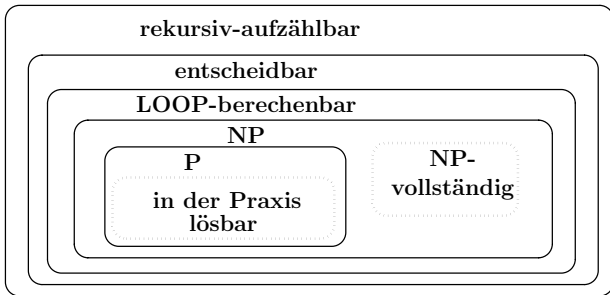 rekursiv-aufzählbar
entscheidbar
LOOP-berechenbar
NP
P
in der Praxis
lösbar
NP-
vollständig